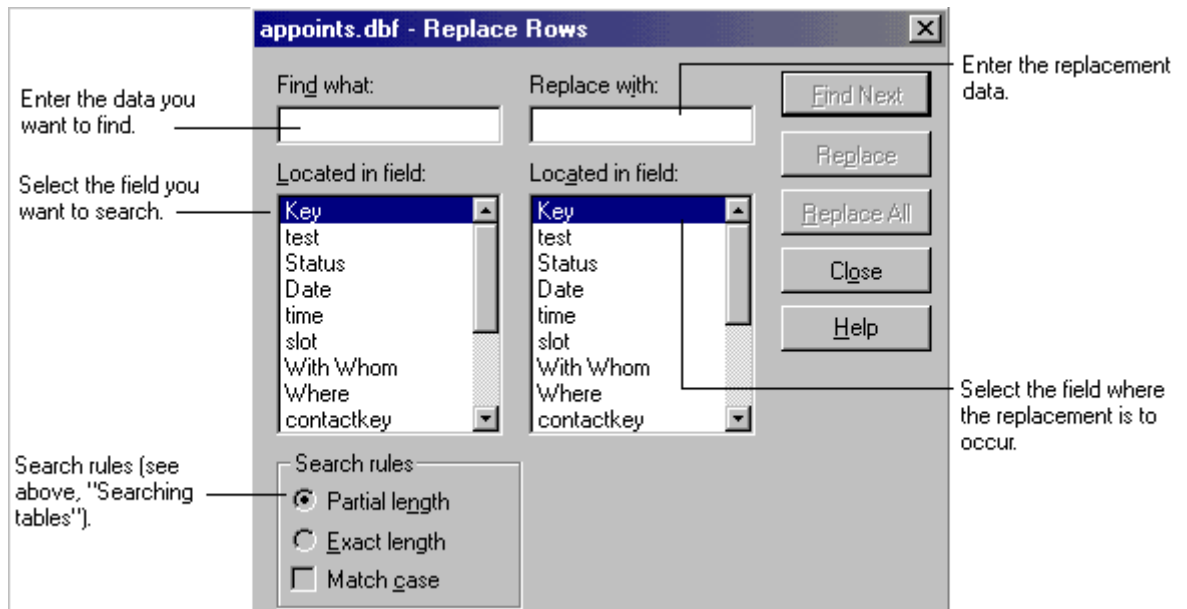 appoints.dbf - Replace Rows
Enter the data you
want to find.
Find what:
Replace with:
Enter the replacement
data.
Find Next
Replace
Replace All
Close
Help
Select the field you
want to search.
Located in field:
Key
test
Status
Date
time
slot
With Whom
Where
contactkey
Located in field:
Key
test
Status
Date
time
slot
With Whom
Where
contactkey
Select the field where
the replacement is to
occur.
Search rules (see
above, "Searching
tables").
Search rules
Partial length
Exact length
Match case